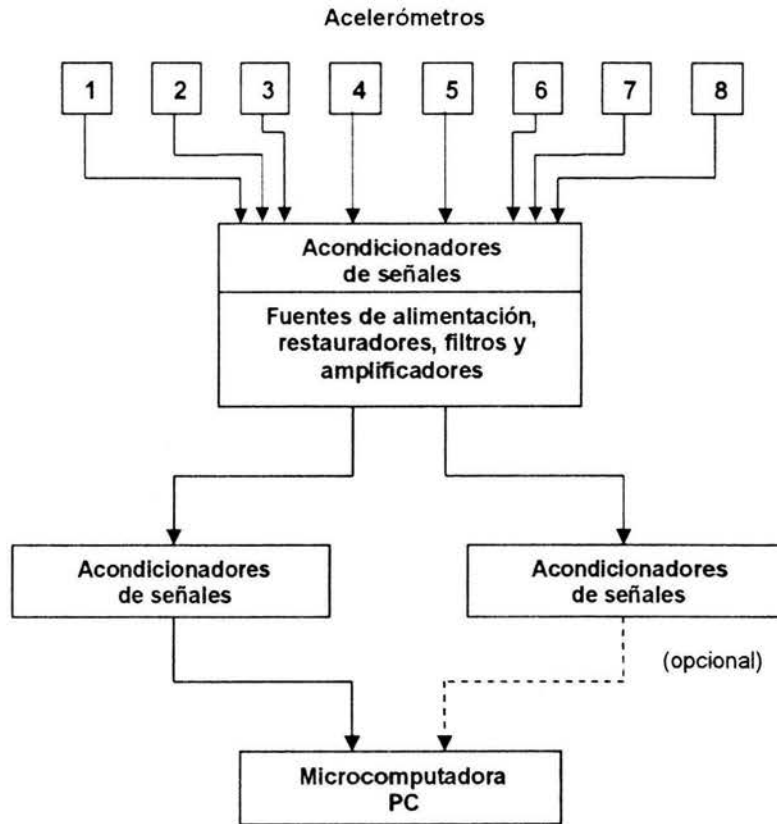 Acelerómetros
1 2 3 4 5 6 7 8
Acondicionadores
de señales
Fuentes de alimentación,
restauradores, filtros y
amplificadores
Acondicionadores
de señales
Acondicionadores
de señales
(opcional)
Microcomputadora
PC